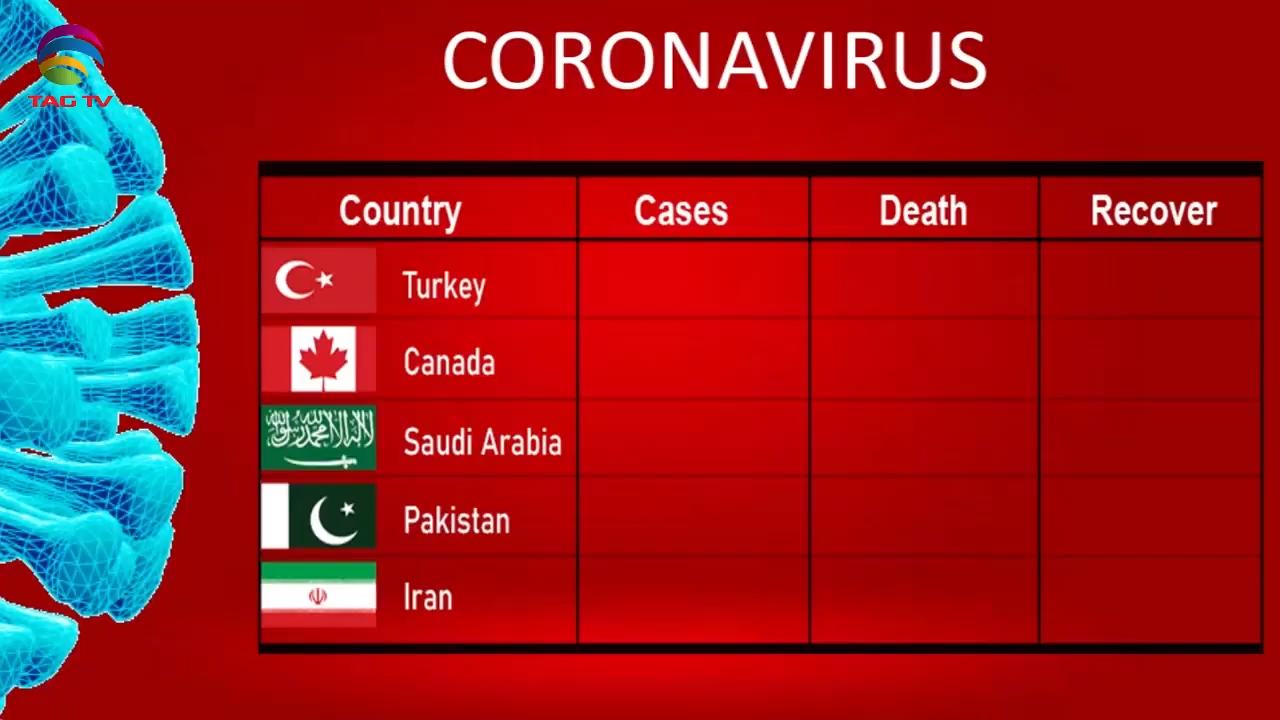 TAG TV
CORONAVIRUS
Country Cases Death Recover
Turkey
Canada
Saudi Arabia
Pakistan
Iran